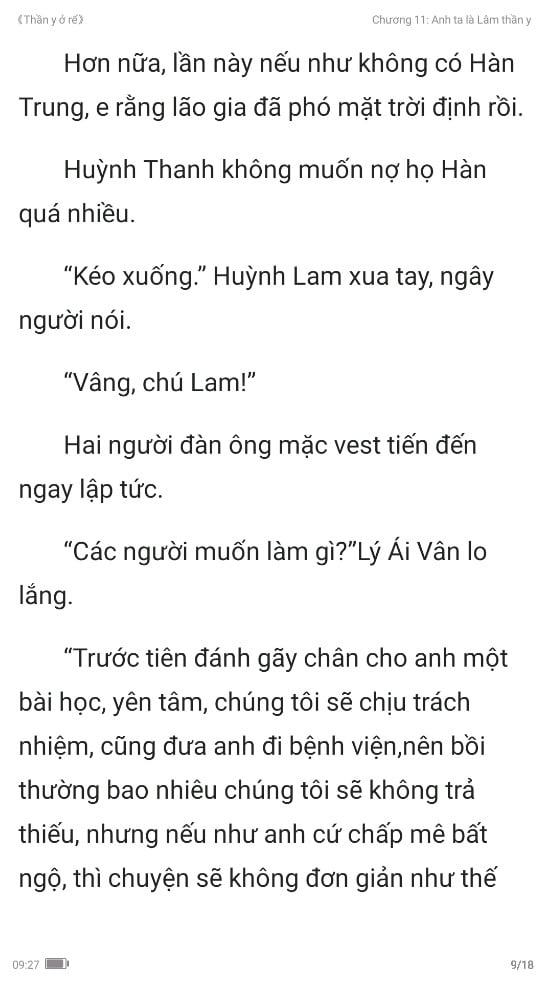 《Thần y ở rể》
Chương 11: Anh ta là Lâm thần y
Hơn nữa, lần này nếu như không có Hàn
Trung, e rằng lão gia đã phó mặt trời định rồi.
Huỳnh Thanh không muốn nợ họ Hàn
quá nhiều.
“Kéo xuống.” Huỳnh Lam xua tay, ngây
người nói.
“Vâng, chú Lam!”
Hai người đàn ông mặc vest tiến đến
ngay lập tức.
“Các người muốn làm gì?”Lý Ái Vân lo
lắng.
“Trước tiên đánh gãy chân cho anh một
bài học, yên tâm, chúng tôi sẽ chịu trách
nhiệm, cũng đưa anh đi bệnh viện,nên bồi
thường bao nhiêu chúng tôi sẽ không trả
thiếu, nhưng nếu như anh cứ chấp mê bất
ngộ, thì chuyện sẽ không đơn giản như thế
09:27
9/18